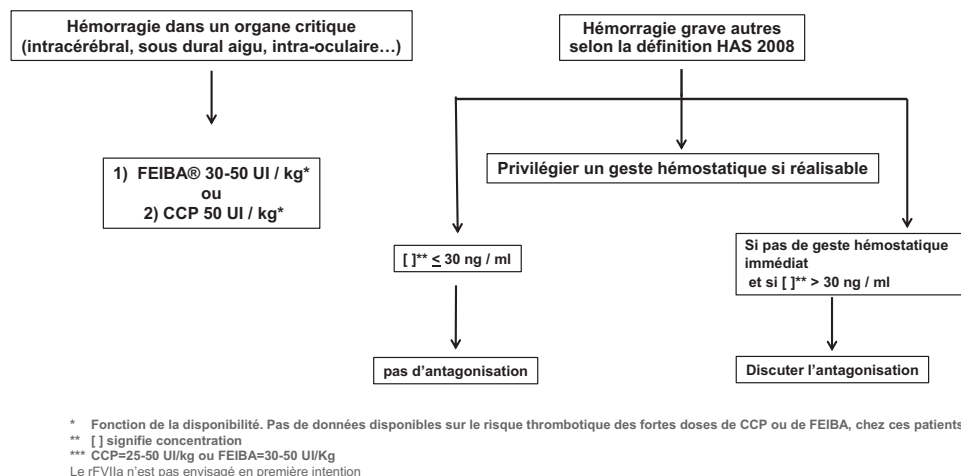 Hémorragie dans un organe critique
(intracérébral, sous dural aigu, intra-oculaire…)
Hémorragie grave autres
selon la définition HAS 2008
1) FEIBA® 30-50 UI / kg*
ou
2) CCP 50 UI / kg*
Privilégier un geste hémostatique si réalisable
[ ]** ≤ 30 ng / ml
Si pas de geste hémostatique
immédiat
et si [ ]** > 30 ng / ml
pas d’antagonisation
Discuter l’antagonisation
* Fonction de la disponibilité. Pas de données disponibles sur le risque thrombotique des fortes doses de CCP ou de FEIBA, chez ces patients
** [ ] signifie concentration
*** CCP=25-50 UI/kg ou FEIBA=30-50 UI/Kg
Le rFVIIa n’est pas envisagé en première intention